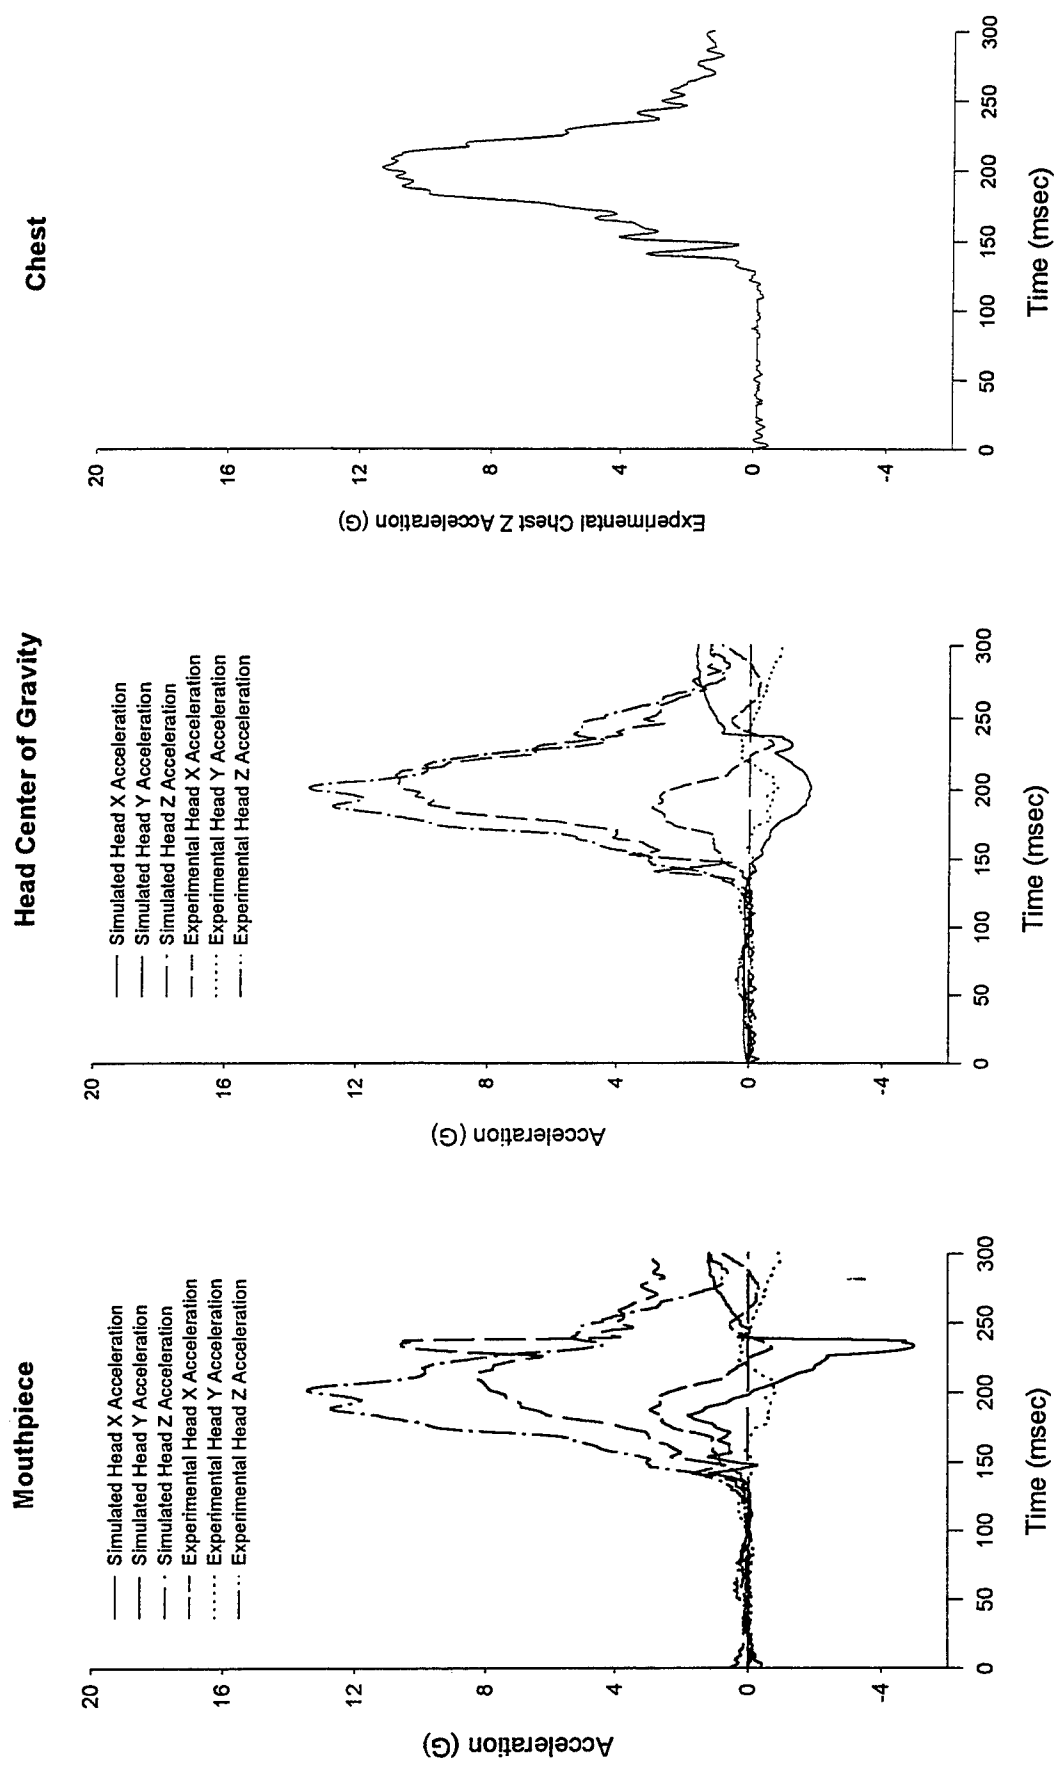 Mouthpiece
Simulated Head X Acceleration
Simulated Head Y Acceleration
Simulated Head Z Acceleration
Experimental Head X Acceleration
Experimental Head Y Acceleration
Experimental Head Z Acceleration
20
16
12
8
4
0
-4
Acceleration (G)
0 50 100 150 200 250 300
Time (msec)
Head Center of Gravity
Simulated Head X Acceleration
Simulated Head Y Acceleration
Simulated Head Z Acceleration
Experimental Head X Acceleration
Experimental Head Y Acceleration
Experimental Head Z Acceleration
20
16
12
8
4
0
-4
Acceleration (G)
0 50 100 150 200 250 300
Time (msec)
Chest
20
16
12
8
4
0
-4
Experimental Chest Z Acceleration (G)
0 50 100 150 200 250 300
Time (msec)